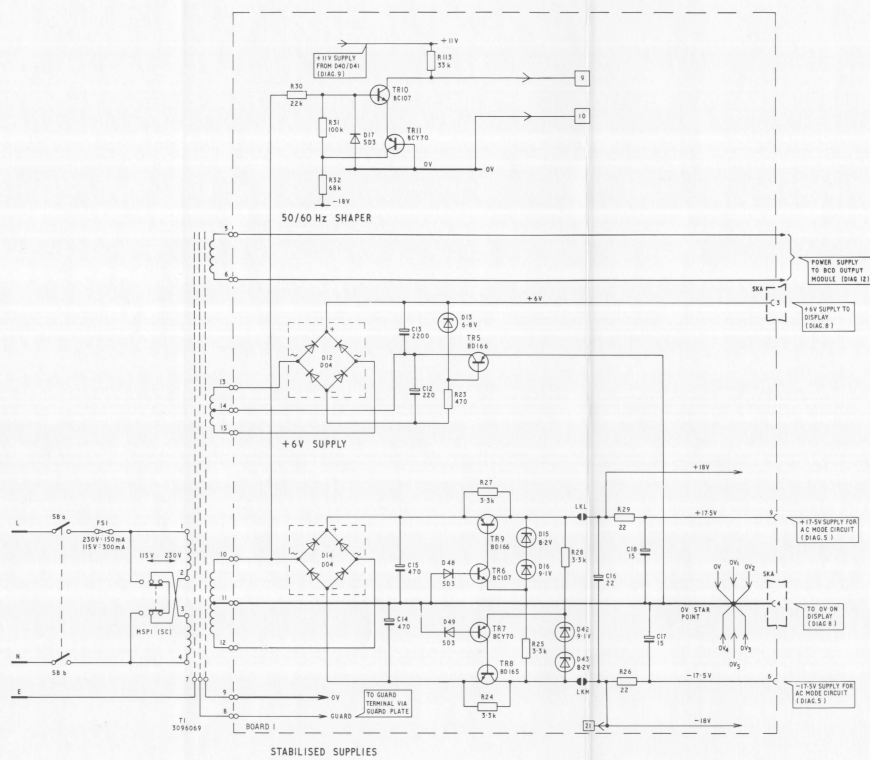 +11V
+11V SUPPLY
FROM D40/D41
(DIAG.9)
R113
33k
9
R30
22k
TR10
BC107
10
R31
100k
D17
SD3
TR11
BCY70
0V
0V
R32
68k
-18V
50/60 Hz SHAPER
5
6
POWER SUPPLY
TO BCD OUTPUT
MODULE (DIAG 12)
SKA
3
+6V
+6V SUPPLY TO
DISPLAY
(DIAG.8)
C13
2200
D13
6·8V
TR5
BD166
+
~
~
-
D12
D04
C12
220
R23
470
13
14
15
+6V SUPPLY
+18V
R27
3·3k
L
SB a
FS1
230V:150mA
115V:300mA
1
10
+
~
~
-
D14
D04
C15
470
TR9
BD166
D15
8·2V
LKL
R29
22
+17·5V
9
+17·5V SUPPLY FOR
AC MODE CIRCUIT
(DIAG.5)
R28
3·3k
C18
15
115V
230V
2
D48
SD3
TR6
BC107
D16
9·1V
C16
22
0V
0V1
0V2
SKA
4
TO 0V ON
DISPLAY
(DIAG 8)
11
3
MSP1 (SC)
C14
470
D49
SD3
TR7
BCY70
R25
3·3k
D42
9·1V
0V STAR
POINT
C17
15
0V4
0V3
0V5
12
N
SB b
4
TR8
BD165
D43
8·2V
R24
3·3k
LKH
R26
22
-17·5V
6
-17·5V SUPPLY FOR
AC MODE CIRCUIT
(DIAG.5)
E
7
9
0V
TO GUARD
TERMINAL VIA
GUARD PLATE
8
GUARD
T1
3096069
BOARD 1
21
-18V
STABILISED SUPPLIES